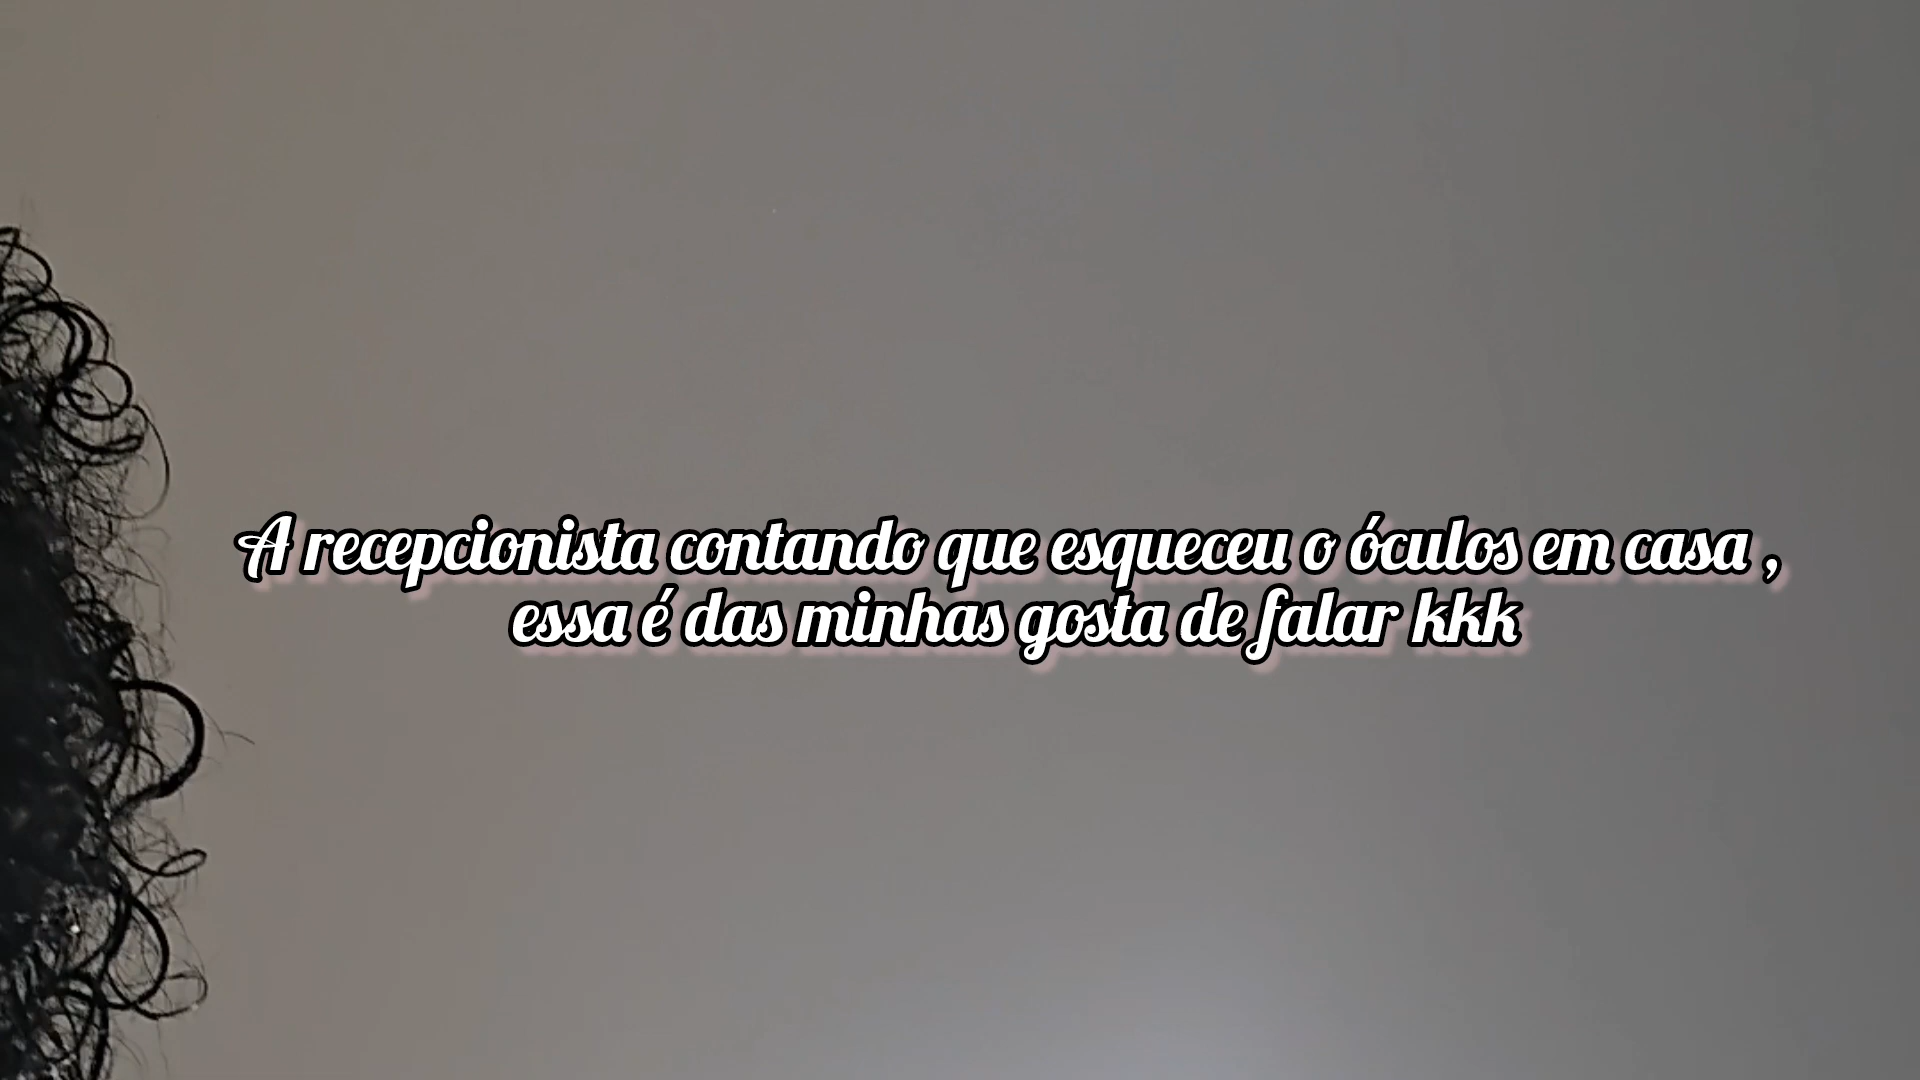 A recepcionista contando que esqueceu o óculos em casa ,
essa é das minhas gosta de falar kkk